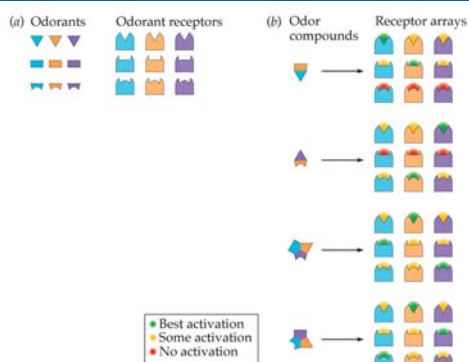 (a) Odorants
Odorant receptors
(b) Odor
compounds
Receptor arrays
Best activation
Some activation
No activation